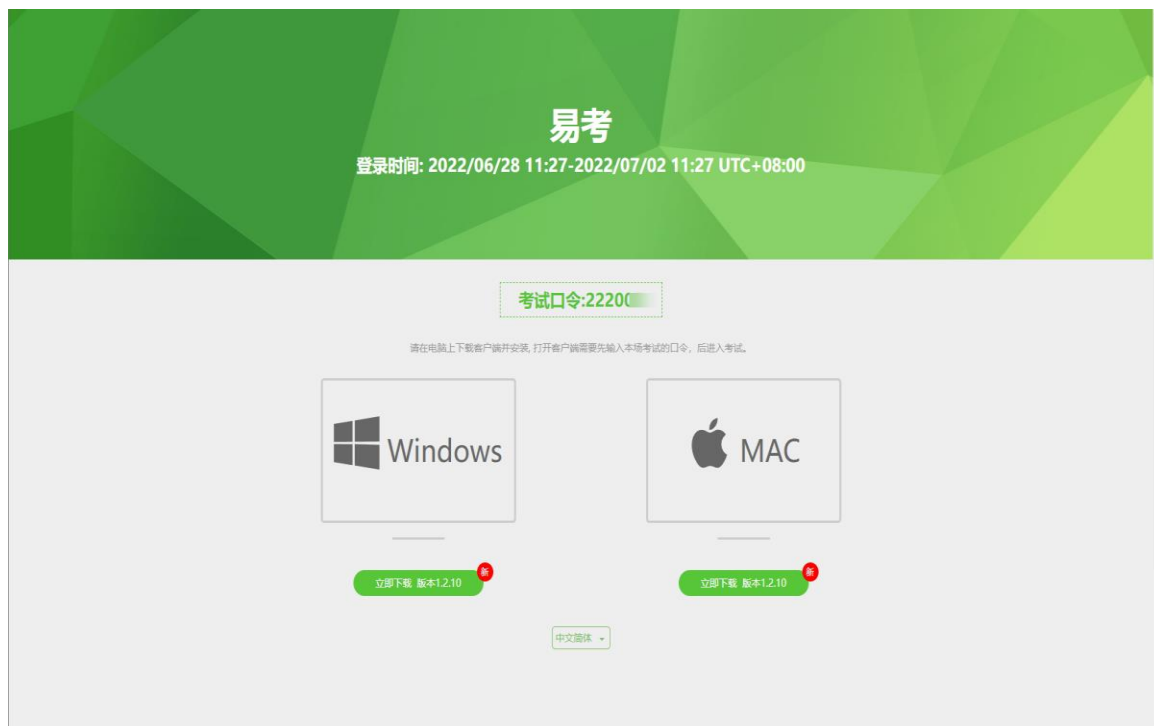 易考
登录时间: 2022/06/28 11:27-2022/07/02 11:27 UTC+08:00
考试口令:22200
请在电脑上下载客户端并安装, 打开客户端需要先输入本场考试的口令，后进入考试。
Windows
MAC
新
新
立即下载 版本1.2.10
立即下载 版本1.2.10
中文简体